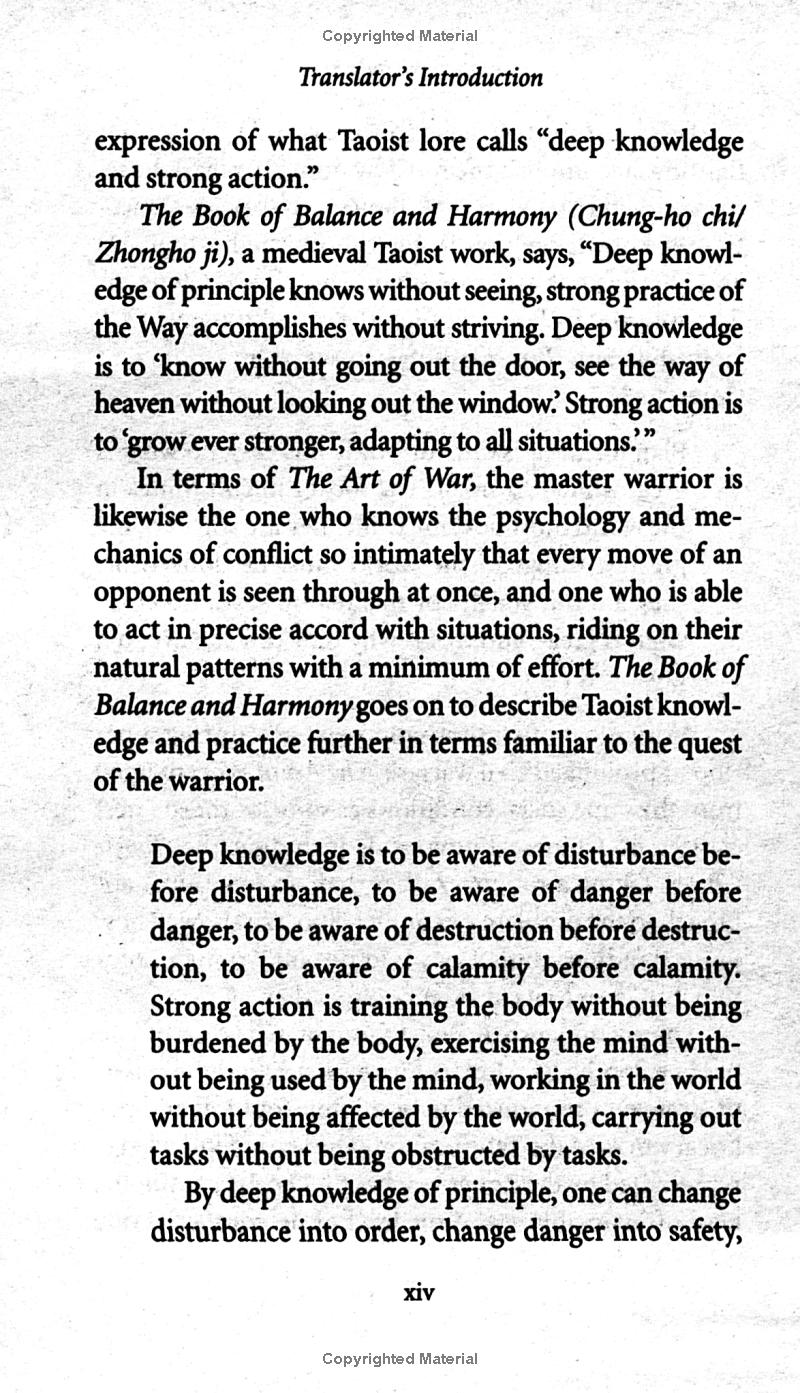 Copyrighted Material
Translator’s Introduction
expression of what Taoist lore calls “deep knowledge
and strong action.”
The Book of Balance and Harmony (Chung-ho chi/
Zhongho ji), a medieval Taoist work, says, “Deep knowl-
edge of principle knows without seeing, strong practice of
the Way accomplishes without striving. Deep knowledge
is to ‘know without going out the door, see the way of
heaven without looking out the window.’ Strong action is
to ‘grow ever stronger, adapting to all situations.’ ”
In terms of The Art of War, the master warrior is
likewise the one who knows the psychology and me-
chanics of conflict so intimately that every move of an
opponent is seen through at once, and one who is able
to act in precise accord with situations, riding on their
natural patterns with a minimum of effort. The Book of
Balance and Harmony goes on to describe Taoist knowl-
edge and practice further in terms familiar to the quest
of the warrior.
Deep knowledge is to be aware of disturbance be-
fore disturbance, to be aware of danger before
danger, to be aware of destruction before destruc-
tion, to be aware of calamity before calamity.
Strong action is training the body without being
burdened by the body, exercising the mind with-
out being used by the mind, working in the world
without being affected by the world, carrying out
tasks without being obstructed by tasks.
By deep knowledge of principle, one can change
disturbance into order, change danger into safety,
xiv
Copyrighted Material